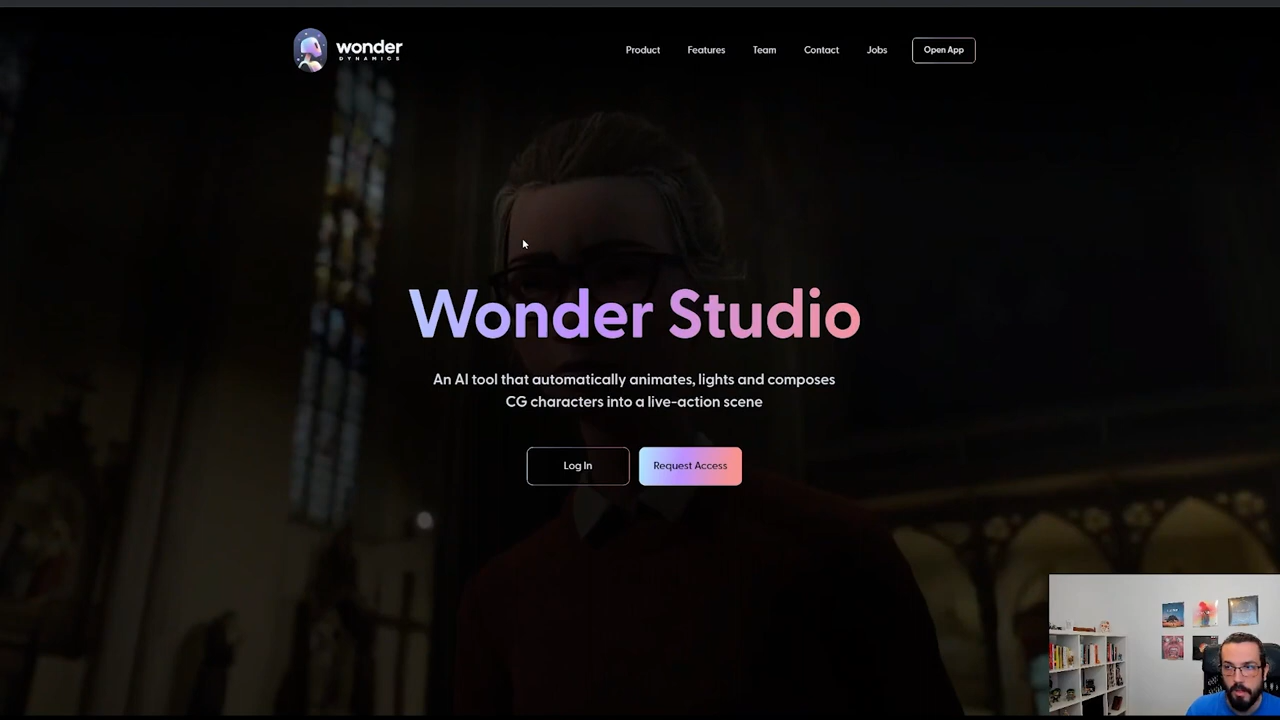 wonder
DYNAMICS
Product
Features
Team
Contact
Jobs
Open App
Wonder Studio
An AI tool that automatically animates, lights and composes
CG characters into a live-action scene
Log In
Request Access